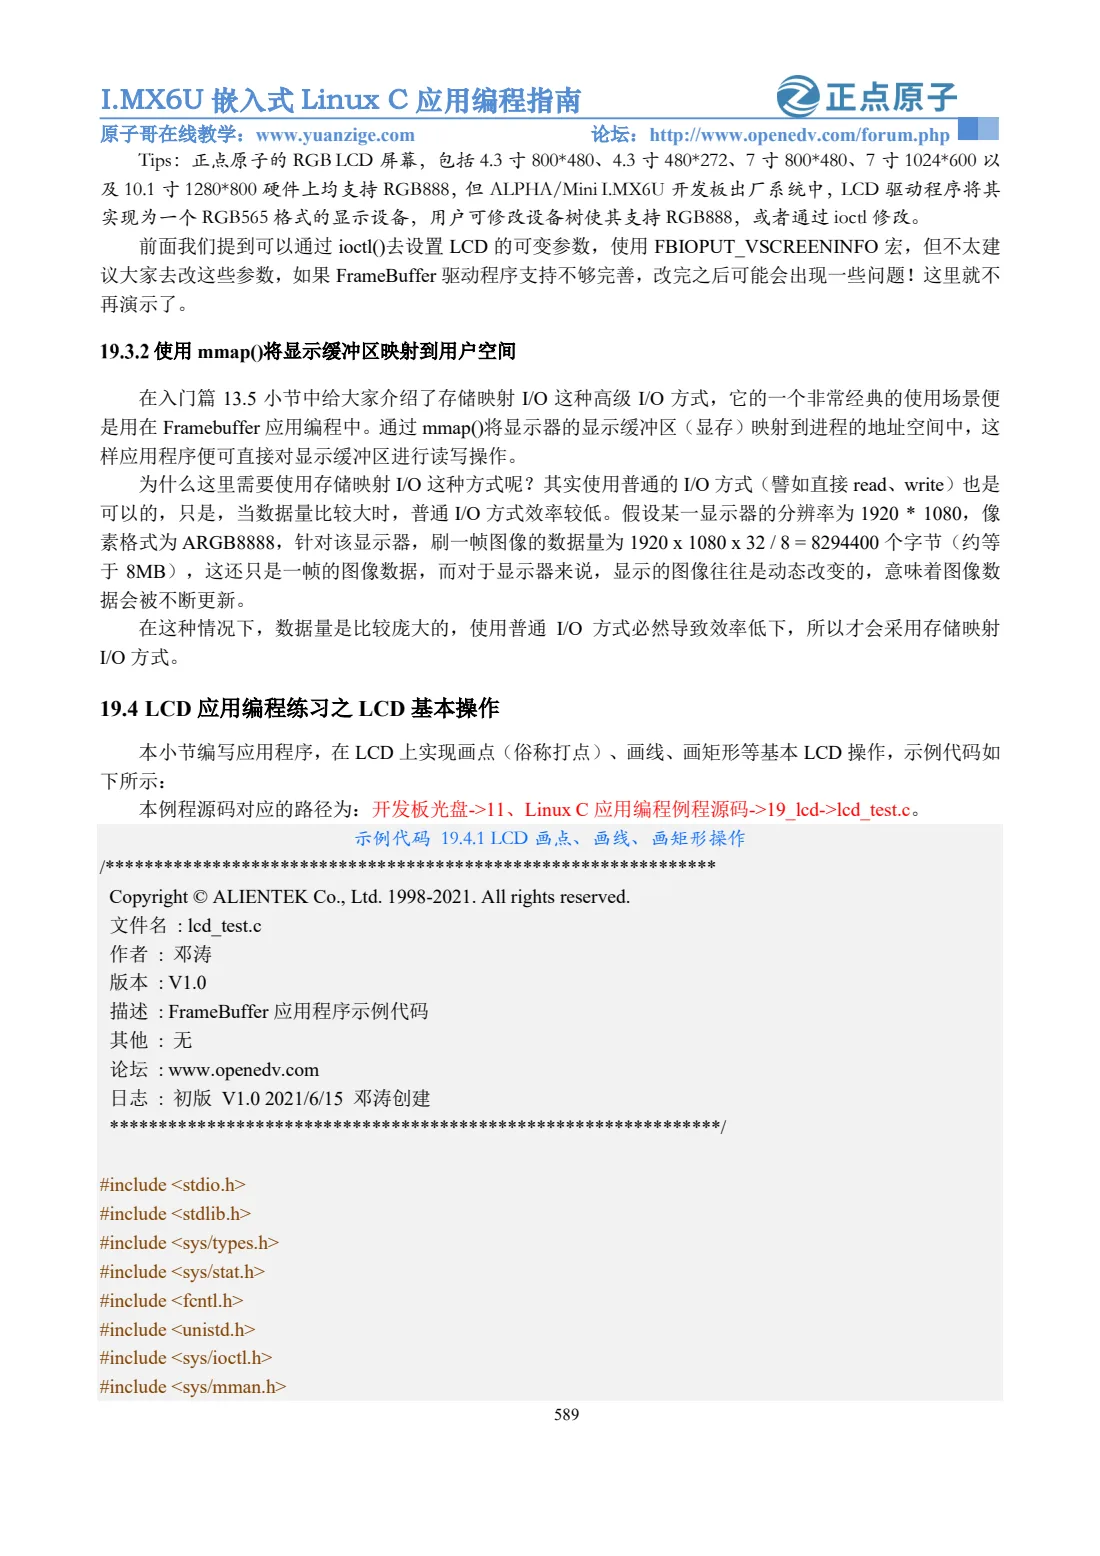 I.MX6U 嵌入式 Linux C 应用编程指南
正点原子
原子哥在线教学：www.yuanzige.com 论坛：http://www.openedv.com/forum.php
Tips：正点原子的 RGB LCD 屏幕，包括 4.3 寸 800*480、4.3 寸 480*272、7 寸 800*480、7 寸 1024*600 以
及 10.1 寸 1280*800 硬件上均支持 RGB888，但 ALPHA/Mini I.MX6U 开发板出厂系统中，LCD 驱动程序将其
实现为一个 RGB565 格式的显示设备，用户可修改设备树使其支持 RGB888，或者通过 ioctl 修改。
前面我们提到可以通过 ioctl()去设置 LCD 的可变参数，使用 FBIOPUT_VSCREENINFO 宏，但不太建
议大家去改这些参数，如果 FrameBuffer 驱动程序支持不够完善，改完之后可能会出现一些问题！这里就不
再演示了。
19.3.2 使用 mmap()将显示缓冲区映射到用户空间
在入门篇 13.5 小节中给大家介绍了存储映射 I/O 这种高级 I/O 方式，它的一个非常经典的使用场景便
是用在 Framebuffer 应用编程中。通过 mmap()将显示器的显示缓冲区（显存）映射到进程的地址空间中，这
样应用程序便可直接对显示缓冲区进行读写操作。
为什么这里需要使用存储映射 I/O 这种方式呢？其实使用普通的 I/O 方式（譬如直接 read、write）也是
可以的，只是，当数据量比较大时，普通 I/O 方式效率较低。假设某一显示器的分辨率为 1920 * 1080，像
素格式为 ARGB8888，针对该显示器，刷一帧图像的数据量为 1920 x 1080 x 32 / 8 = 8294400 个字节（约等
于 8MB），这还只是一帧的图像数据，而对于显示器来说，显示的图像往往是动态改变的，意味着图像数
据会被不断更新。
在这种情况下，数据量是比较庞大的，使用普通 I/O 方式必然导致效率低下，所以才会采用存储映射
I/O 方式。
19.4 LCD 应用编程练习之 LCD 基本操作
本小节编写应用程序，在 LCD 上实现画点（俗称打点）、画线、画矩形等基本 LCD 操作，示例代码如
下所示：
本例程源码对应的路径为：开发板光盘->11、Linux C 应用编程例程源码->19_lcd->lcd_test.c。
示例代码 19.4.1 LCD 画点、画线、画矩形操作
/***************************************************************
Copyright © ALIENTEK Co., Ltd. 1998-2021. All rights reserved.
文件名 : lcd_test.c
作者 : 邓涛
版本 : V1.0
描述 : FrameBuffer 应用程序示例代码
其他 : 无
论坛 : www.openedv.com
日志 : 初版 V1.0 2021/6/15 邓涛创建
***************************************************************/
#include <stdio.h>
#include <stdlib.h>
#include <sys/types.h>
#include <sys/stat.h>
#include <fcntl.h>
#include <unistd.h>
#include <sys/ioctl.h>
#include <sys/mman.h>
589